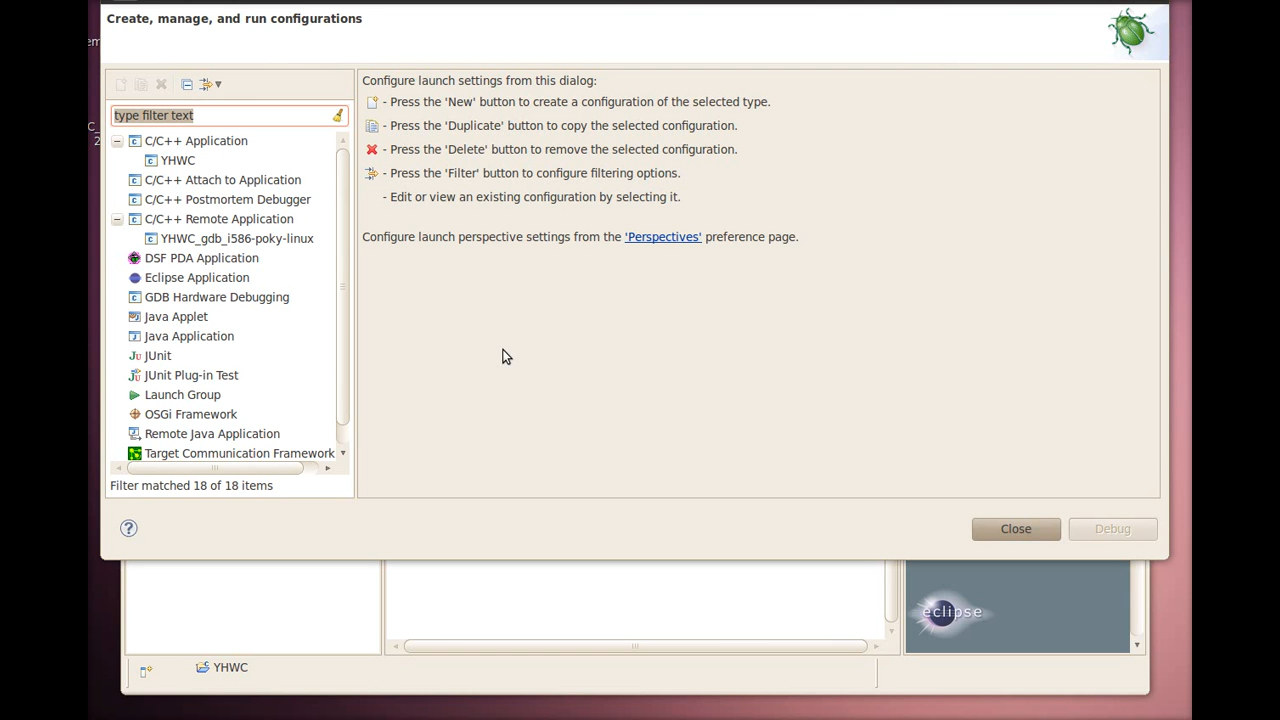 Create, manage, and run configurations
type filter text
C/C++ Application
YHWC
C/C++ Attach to Application
C/C++ Postmortem Debugger
C/C++ Remote Application
YHWC_gdb_i586-poky-linux
DSF PDA Application
Eclipse Application
GDB Hardware Debugging
Java Applet
Java Application
JUnit
JUnit Plug-in Test
Launch Group
OSGi Framework
Remote Java Application
Target Communication Framework
Filter matched 18 of 18 items
Configure launch settings from this dialog:
- Press the 'New' button to create a configuration of the selected type.
- Press the 'Duplicate' button to copy the selected configuration.
- Press the 'Delete' button to remove the selected configuration.
- Press the 'Filter' button to configure filtering options.
- Edit or view an existing configuration by selecting it.
Configure launch perspective settings from the 'Perspectives' preference page.
Close
Debug
eclipse
YHWC